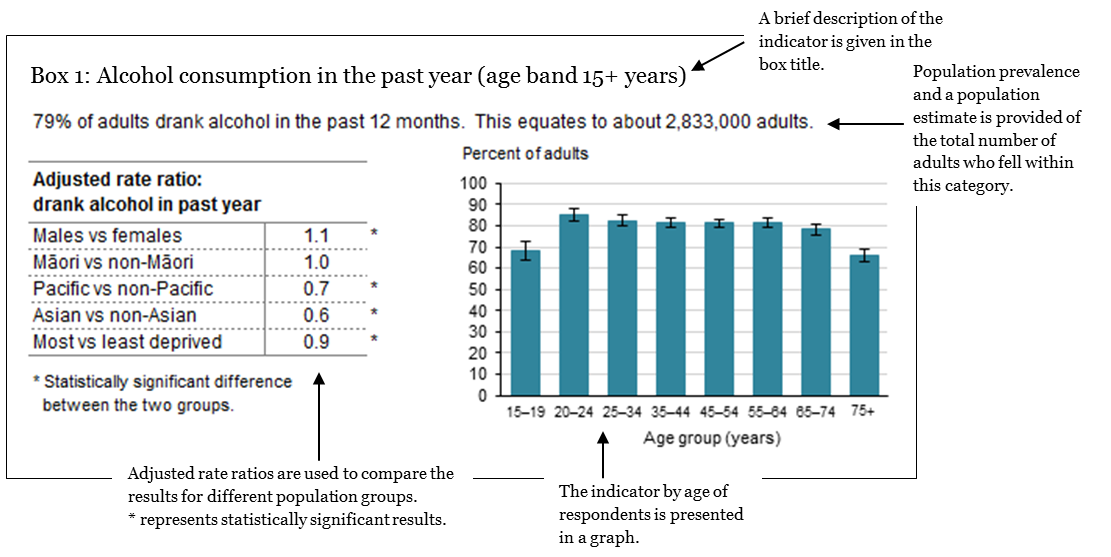 A brief description of the
indicator is given in the
box title.
Box 1: Alcohol consumption in the past year (age band 15+ years)
Population prevalence
and a population
estimate is provided of
the total number of
adults who fell within
this category.
79% of adults drank alcohol in the past 12 months. This equates to about 2,833,000 adults.
Adjusted rate ratio:
drank alcohol in past year
Males vs females 1.1 *
Māori vs non-Māori 1.0
Pacific vs non-Pacific 0.7 *
Asian vs non-Asian 0.6 *
Most vs least deprived 0.9 *
* Statistically significant difference
between the two groups.
Percent of adults
100
90
80
70
60
50
40
30
20
10
0
15–19 20–24 25–34 35–44 45–54 55–64 65–74 75+
Age group (years)
Adjusted rate ratios are used to compare the
results for different population groups.
* represents statistically significant results.
The indicator by age of
respondents is presented
in a graph.